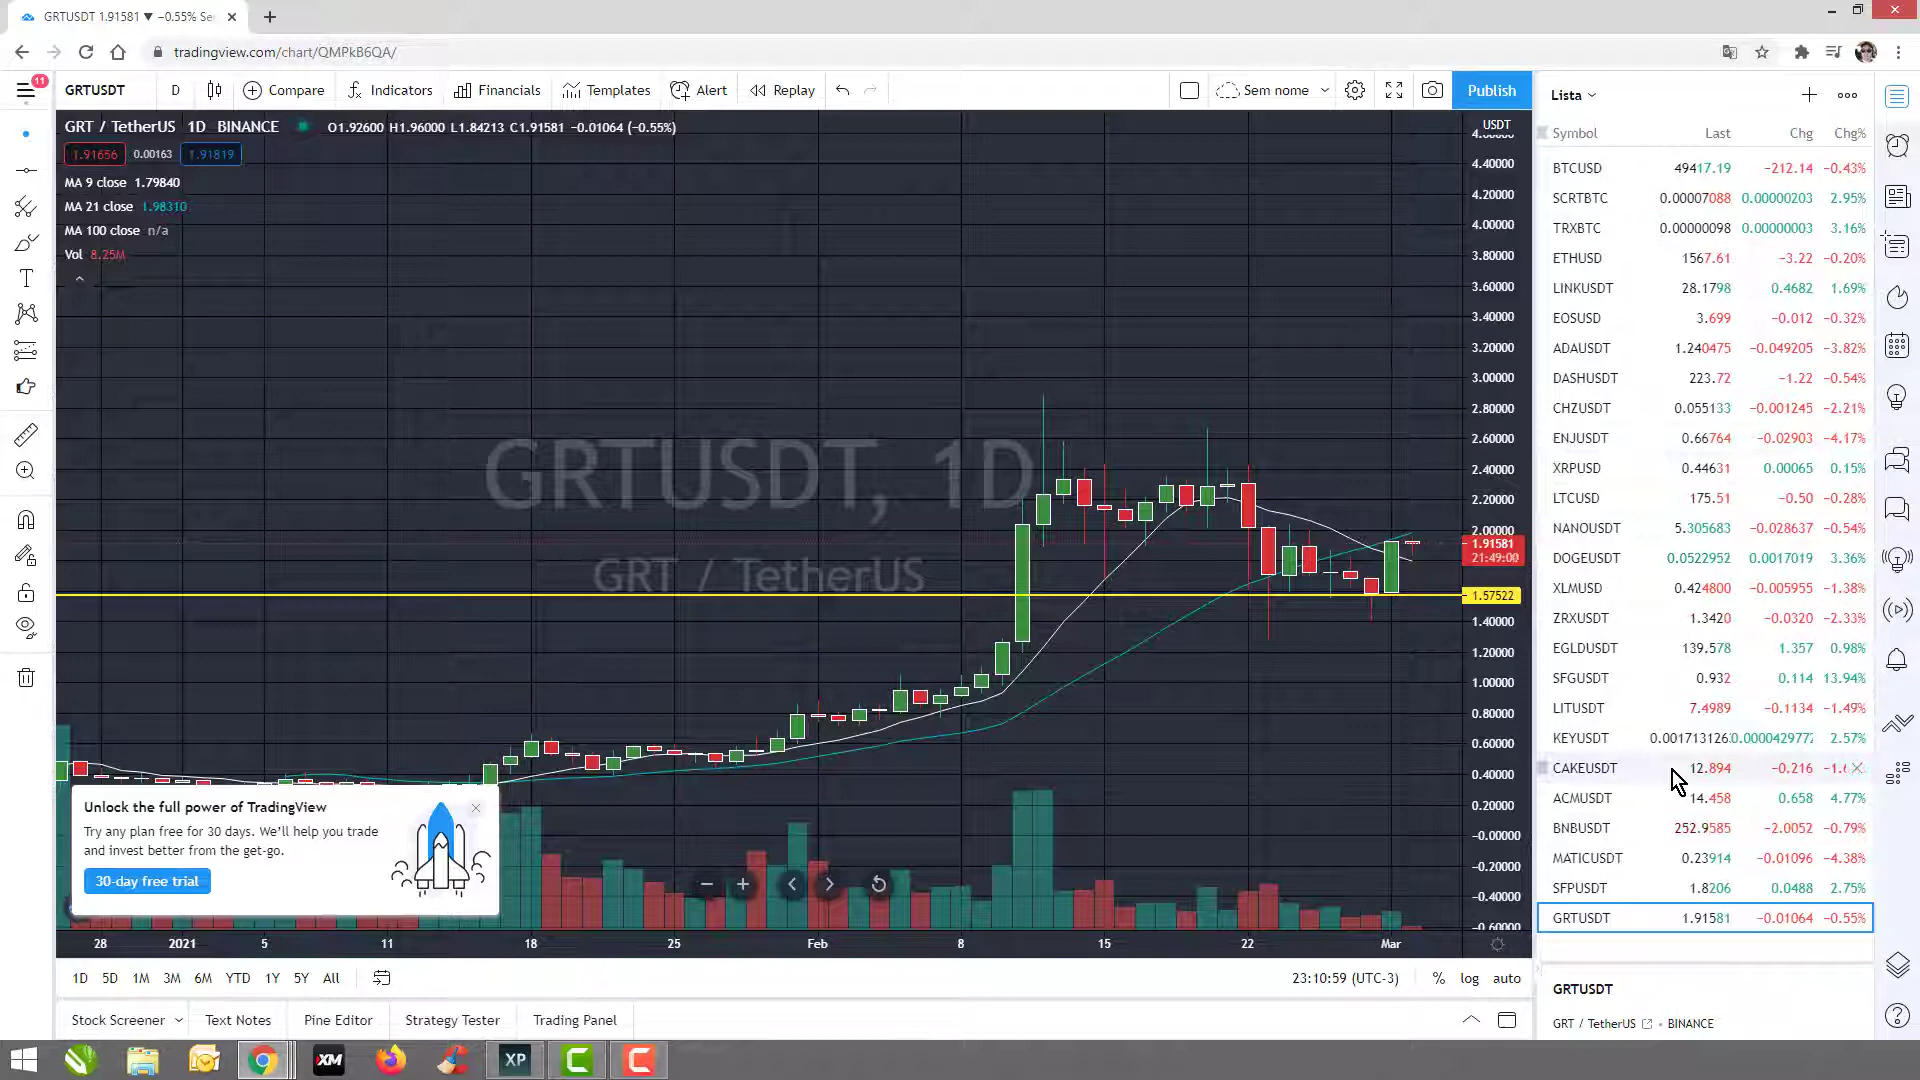 GRTUSDT 1.91581 ▼ −0.55% Se
tradingview.com/chart/QMPkB6QA/
11
GRTUSDT D Compare Indicators Financials Templates Alert Replay Sem nome Publish
GRT / TetherUS 1D BINANCE O1.92600 H1.96000 L1.84213 C1.91581 −0.01064 (−0.55%)
1.91656 0.00163 1.91819
MA 9 close 1.79840
MA 21 close 1.98310
MA 100 close n/a
Vol 8.25M
GRTUSDT, 1D
GRT / TetherUS
USDT
4.40000
4.20000
4.00000
3.80000
3.60000
3.40000
3.20000
3.00000
2.80000
2.60000
2.40000
2.20000
2.00000
1.91581
21:49:00
1.57522
1.40000
1.20000
1.00000
0.80000
0.60000
0.40000
0.20000
−0.00000
−0.20000
−0.40000
−0.60000
Unlock the full power of TradingView
Try any plan free for 30 days. We'll help you trade
and invest better from the get-go.
30-day free trial
28 2021 5 11 18 25 Feb 8 15 22 Mar
1D 5D 1M 3M 6M YTD 1Y 5Y All 23:10:59 (UTC-3) % log auto
Stock Screener Text Notes Pine Editor Strategy Tester Trading Panel
Lista
Symbol Last Chg Chg%
BTCUSD 49417.19 −212.14 −0.43%
SCRTBTC 0.00007088 0.00000203 2.95%
TRXBTC 0.00000098 0.00000003 3.16%
ETHUSD 1567.61 −3.22 −0.20%
LINKUSDT 28.1798 0.4682 1.69%
EOSUSD 3.699 −0.012 −0.32%
ADAUSDT 1.240475 −0.049205 −3.82%
DASHUSDT 223.72 −1.22 −0.54%
CHZUSDT 0.055133 −0.001245 −2.21%
ENJUSDT 0.66764 −0.02903 −4.17%
XRPUSD 0.44631 0.00065 0.15%
LTCUSD 175.51 −0.50 −0.28%
NANOUSDT 5.305683 −0.028637 −0.54%
DOGEUSDT 0.0522952 0.0017019 3.36%
XLMUSD 0.424800 −0.005955 −1.38%
ZRXUSDT 1.3420 −0.0320 −2.33%
EGLDUSDT 139.578 1.357 0.98%
SFGUSDT 0.932 0.114 13.94%
LITUSDT 7.4989 −0.1134 −1.49%
KEYUSDT 0.001713126 0.000042977 2.57%
CAKEUSDT 12.894 −0.216
ACMUSDT 14.458 0.658 4.77%
BNBUSDT 252.9585 −2.0052 −0.79%
MATICUSDT 0.23914 −0.01096 −4.38%
SFPUSDT 1.8206 0.0488 2.75%
GRTUSDT 1.91581 −0.01064 −0.55%
GRTUSDT
GRT / TetherUS • BINANCE
XM XP C C